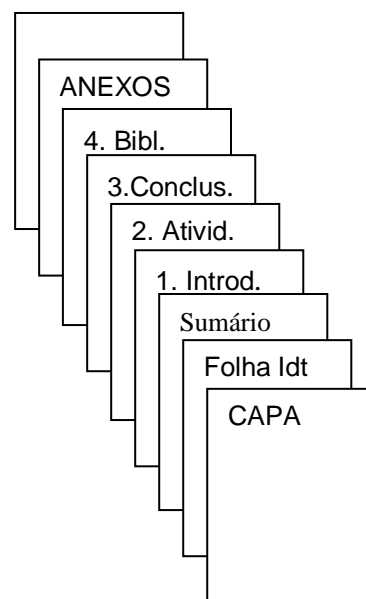 ANEXOS
4. Bibl.
3.Conclus.
2. Ativid.
1. Introd.
Sumário
Folha Idt
CAPA